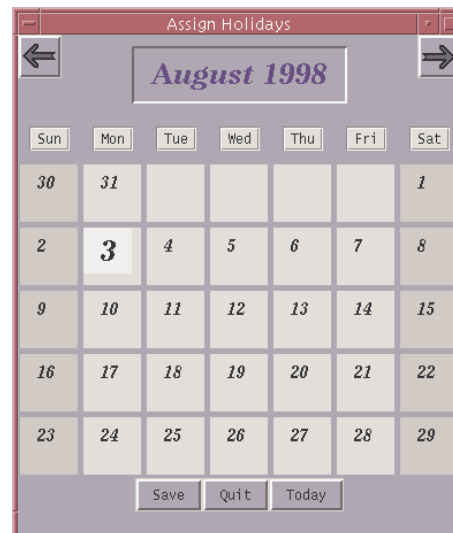 Assign Holidays
August 1998
Sun Mon Tue Wed Thu Fri Sat
30 31 1
2 3 4 5 6 7 8
9 10 11 12 13 14 15
16 17 18 19 20 21 22
23 24 25 26 27 28 29
Save Quit Today